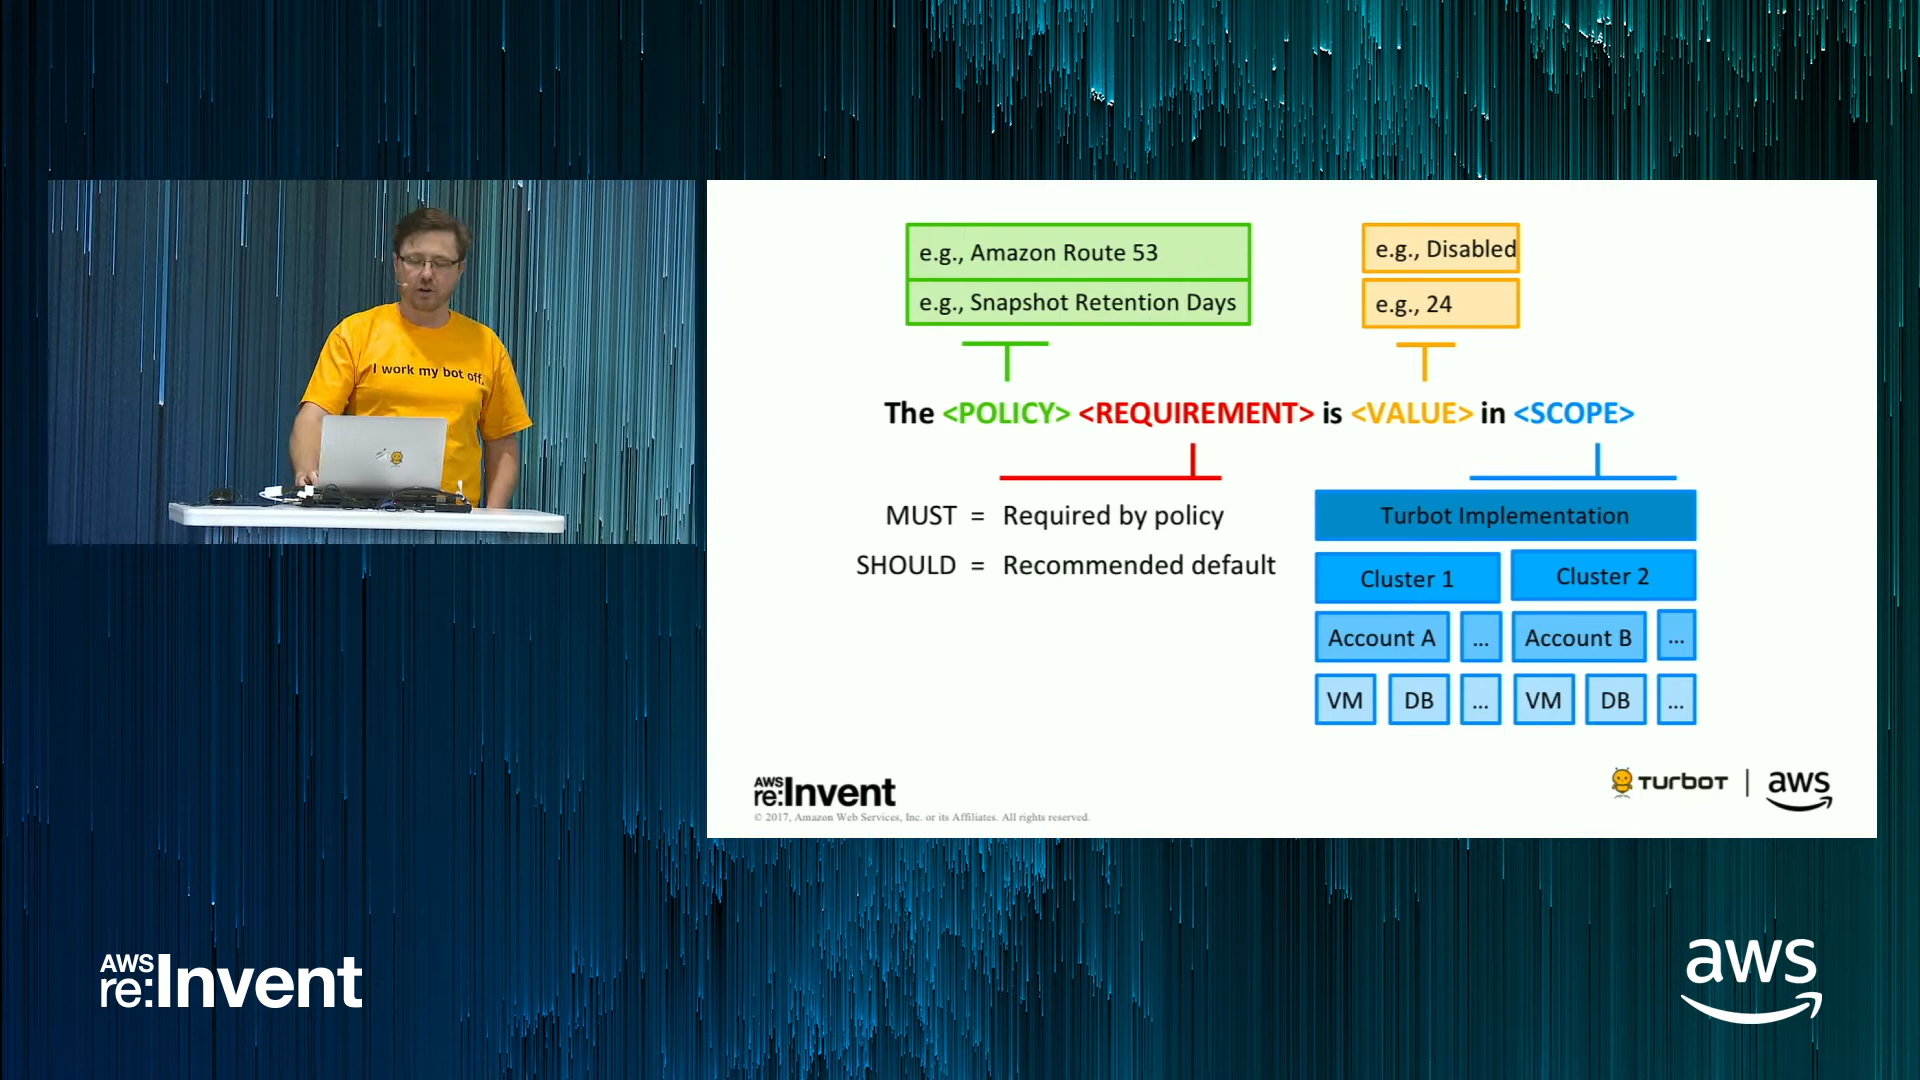 I work my bot off.
e.g., Amazon Route 53
e.g., Snapshot Retention Days
e.g., Disabled
e.g., 24
The <POLICY> <REQUIREMENT> is <VALUE> in <SCOPE>
MUST = Required by policy
SHOULD = Recommended default
Turbot Implementation
Cluster 1
Cluster 2
Account A
...
Account B
...
VM
DB
...
VM
DB
...
AWS
re:Invent
© 2017, Amazon Web Services, Inc. or its Affiliates. All rights reserved.
TURBOT
aws
AWS
re:Invent
aws